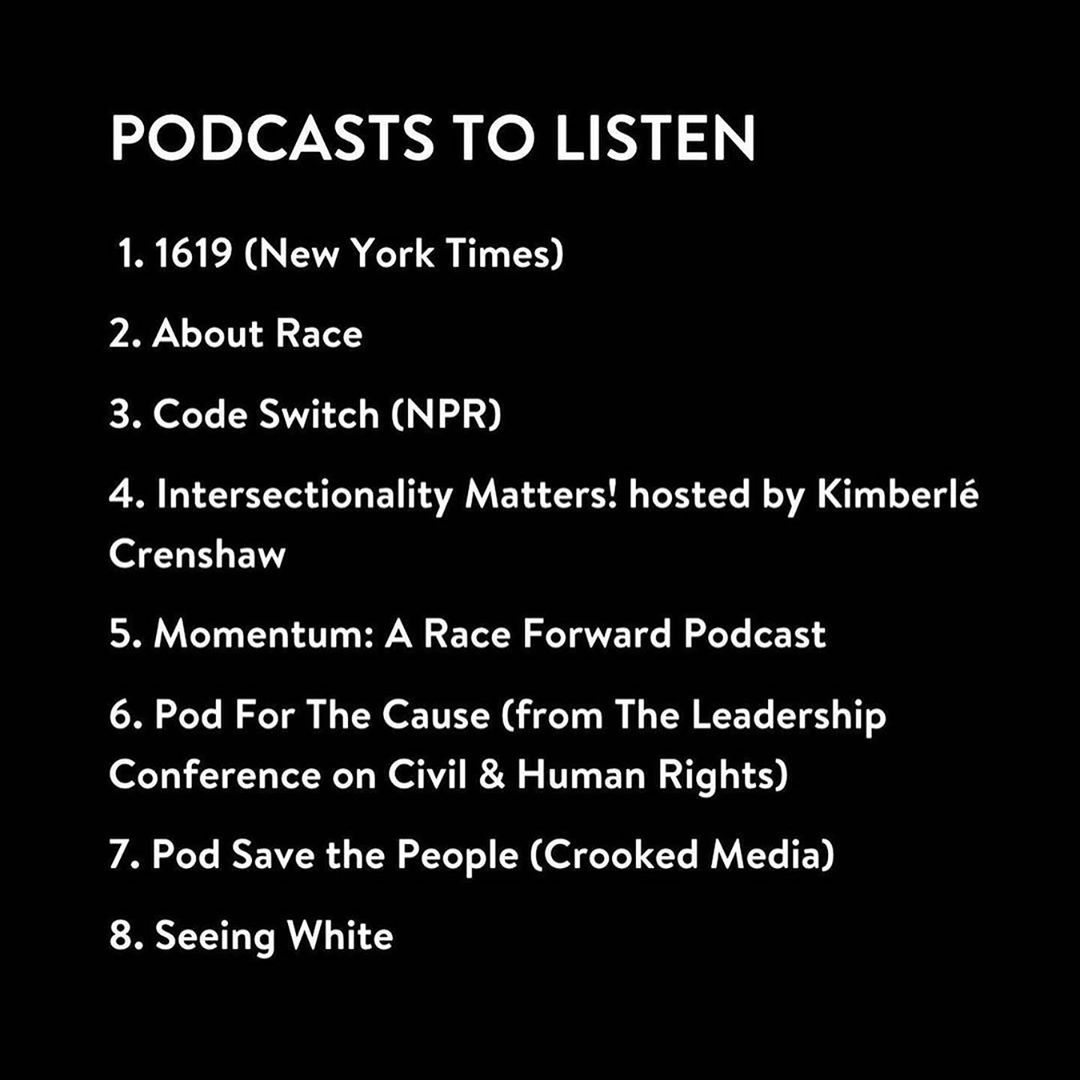 PODCASTS TO LISTEN
1. 1619 (New York Times)
2. About Race
3. Code Switch (NPR)
4. Intersectionality Matters! hosted by Kimberlé
Crenshaw
5. Momentum: A Race Forward Podcast
6. Pod For The Cause (from The Leadership
Conference on Civil & Human Rights)
7. Pod Save the People (Crooked Media)
8. Seeing White